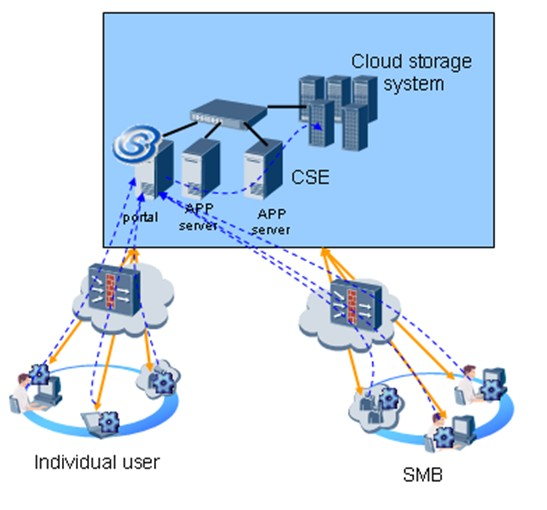 Cloud storage
system
CSE
portal
APP
server
APP
server
Individual user
SMB